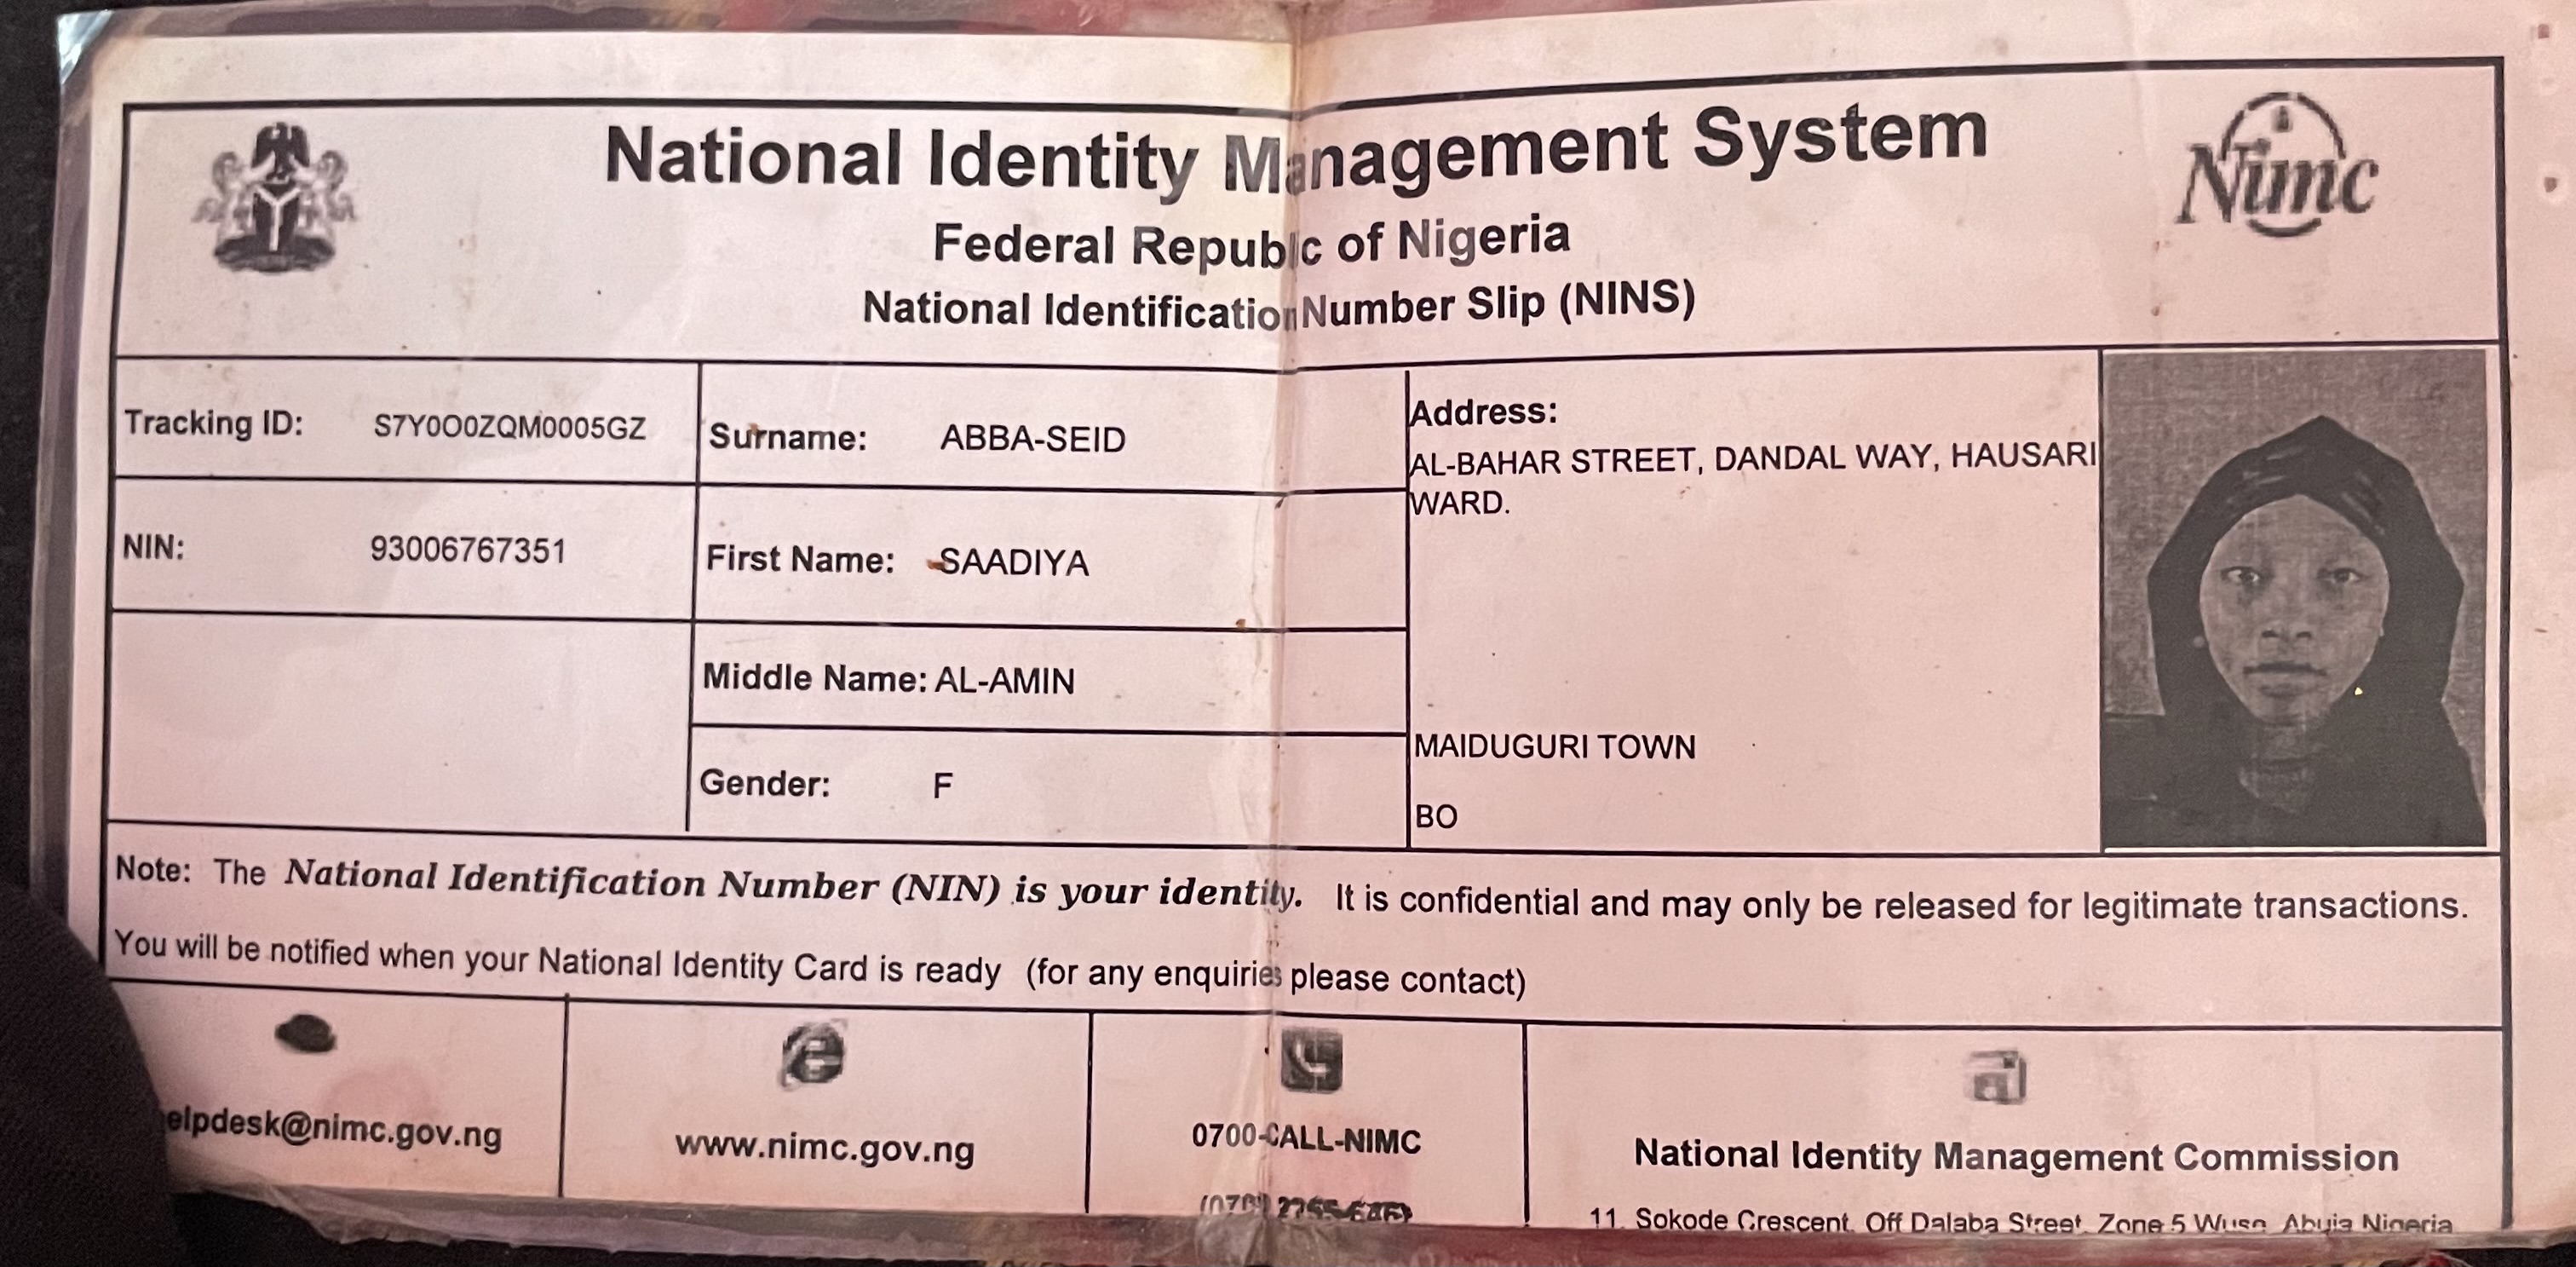 National Identity Management System
Federal Republic of Nigeria
National Identification Number Slip (NINS)
Nimc
Tracking ID: S7Y0O0ZQM0005GZ
NIN: 93006767351
Surname: ABBA-SEID
First Name: SAADIYA
Middle Name: AL-AMIN
Gender: F
Address:
AL-BAHAR STREET, DANDAL WAY, HAUSARI
WARD.
MAIDUGURI TOWN
BO
Note: The National Identification Number (NIN) is your identity. It is confidential and may only be released for legitimate transactions.
You will be notified when your National Identity Card is ready (for any enquiries please contact)
elpdesk@nimc.gov.ng
www.nimc.gov.ng
0700-CALL-NIMC
National Identity Management Commission
11, Sokode Crescent, Off Dalaba Street, Zone 5 Wuse, Abuja Nigeria